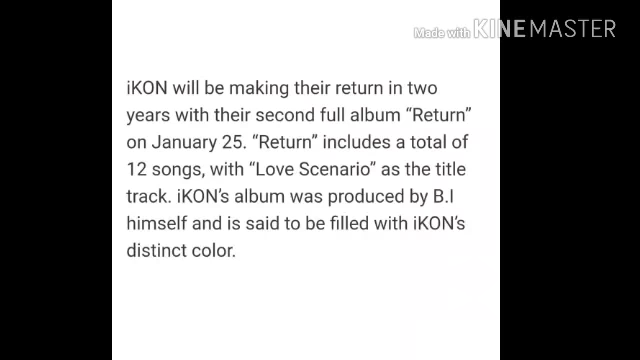 Made with KINEMASTER
iKON will be making their return in two
years with their second full album “Return”
on January 25. “Return” includes a total of
12 songs, with “Love Scenario” as the title
track. iKON’s album was produced by B.I
himself and is said to be filled with iKON’s
distinct color.